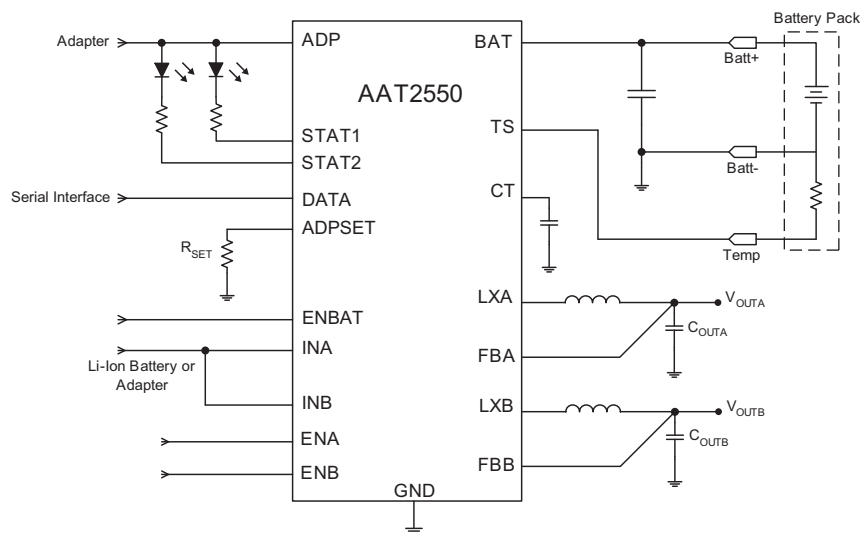 Battery Pack
Adapter
ADP
BAT
Batt+
AAT2550
STAT1
TS
STAT2
Batt-
Serial Interface
DATA
CT
ADPSET
R_SET
Temp
LXA
V_OUTA
ENBAT
C_OUTA
INA
FBA
Li-Ion Battery or
Adapter
INB
LXB
V_OUTB
ENA
C_OUTB
ENB
FBB
GND